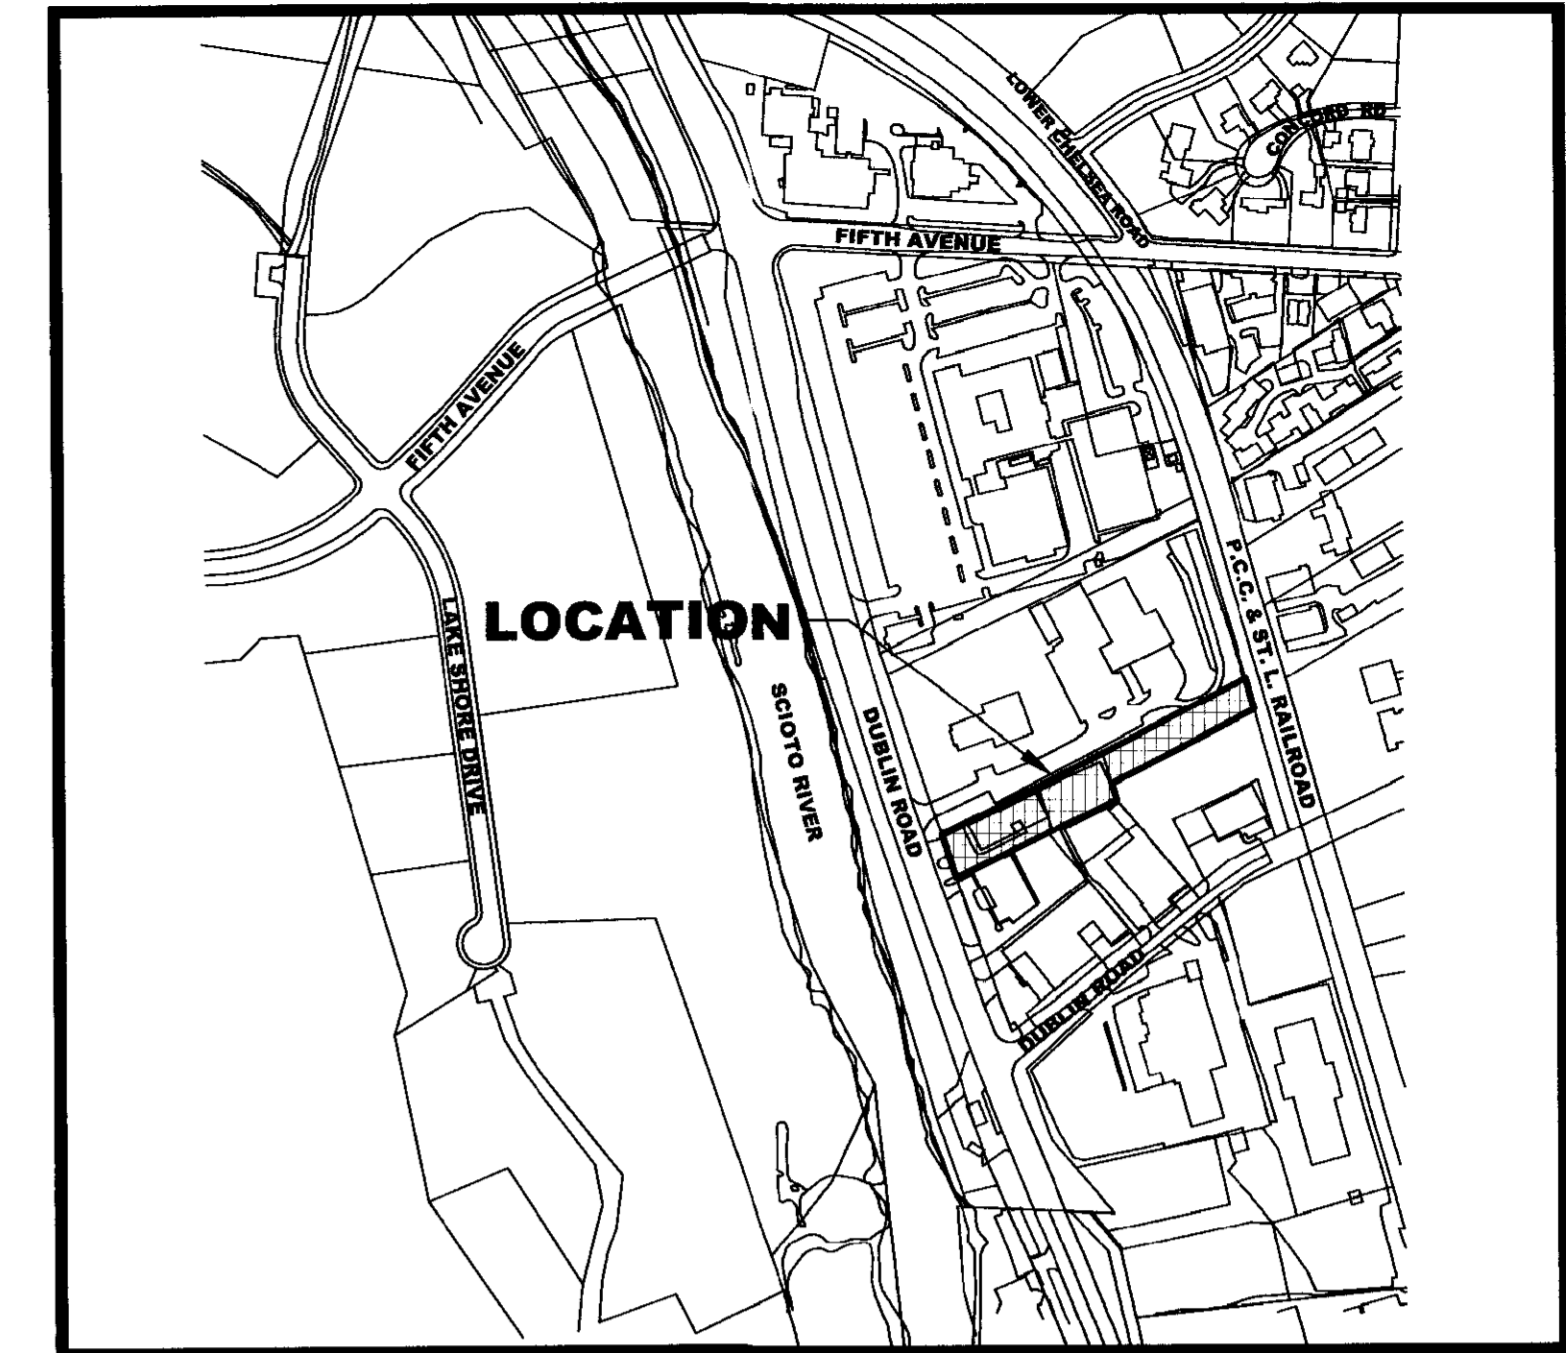 LOWER CHELSEA ROAD
CONCORD RD
FIFTH AVENUE
FIFTH AVENUE
P.C.C. & ST. L. RAILROAD
LOCATION
LAKE SHORE DRIVE
SCIOTO RIVER
DUBLIN ROAD
DUBLIN ROAD